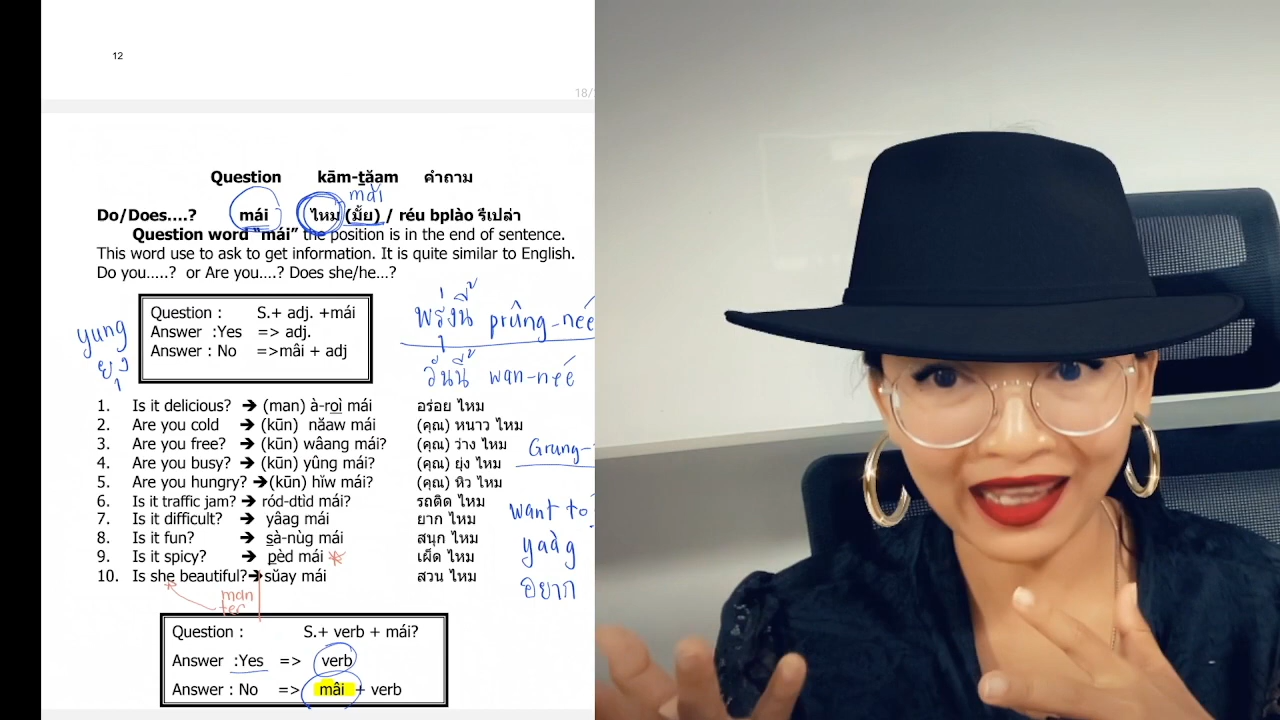 12
18/
Question kām-tăam คำถาม
mái
Do/Does....? mái ไหม (มั้ย) / réu bplào รึเปล่า
Question word "mái" the position is in the end of sentence.
This word use to ask to get information. It is quite similar to English.
Do you.....? or Are you....? Does she/he...?
Question : S.+ adj. +mái
Answer :Yes => adj.
Answer : No =>mâi + adj
yung
ยุง
พรุ่งนี้ prûng-née
วันนี้ wan-née
1. Is it delicious? ➔ (man) à-roì mái อร่อย ไหม
2. Are you cold ➔ (kūn) năaw mái (คุณ) หนาว ไหม
3. Are you free? ➔ (kūn) wâang mái? (คุณ) ว่าง ไหม
Grung-
4. Are you busy? ➔ (kūn) yûng mái? (คุณ) ยุ่ง ไหม
5. Are you hungry? ➔(kūn) hĭw mái? (คุณ) หิว ไหม
6. Is it traffic jam? ➔ ród-dtìd mái? รถติด ไหม
want to
7. Is it difficult? ➔ yâag mái ยาก ไหม
8. Is it fun? ➔ sà-nùg mái สนุก ไหม
yaàg
9. Is it spicy? ➔ pèd mái เผ็ด ไหม
10. Is she beautiful?➔sŭay mái สวน ไหม
อยาก
man
ter
Question : S.+ verb + mái?
Answer :Yes => verb
Answer : No => mâi + verb